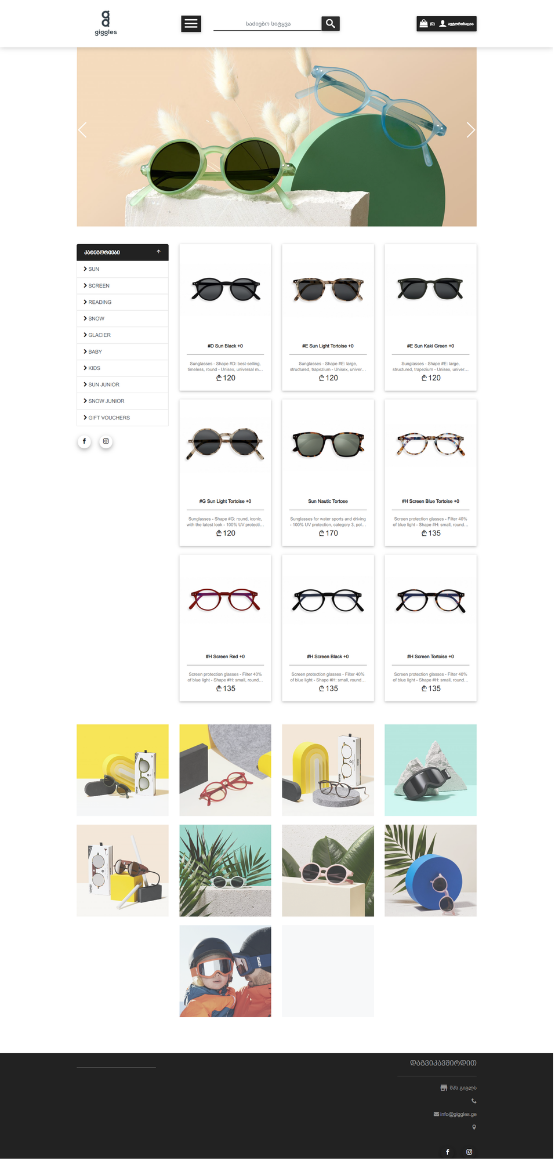 giggles
საძიებო სიტყვა
(0)
ავტორიზაცია
კატეგორიები
SUN
SCREEN
READING
SNOW
GLACIER
BABY
KIDS
SUN JUNIOR
SNOW JUNIOR
GIFT VOUCHERS
#D Sun Black +0
Sunglasses - Shape #D: best-selling,
timeless, round - Unisex, universal m...
₾ 120
#E Sun Light Tortoise +0
Sunglasses - Shape #E: large,
structured, trapezium - Unisex, univer...
₾ 120
#E Sun Kaki Green +0
Sunglasses - Shape #E: large,
structured, trapezium - Unisex, univer...
₾ 120
#G Sun Light Tortoise +0
Sunglasses - Shape #G: round, iconic,
with the latest look - 100% UV protecti...
₾ 120
Sun Nautic Tortoise
Sunglasses for water sports and driving
- 100% UV protection, category 3, por...
₾ 170
#H Screen Blue Tortoise +0
Screen protection glasses - Filter 40%
of blue light - Shape #H: small, round...
₾ 135
#H Screen Red +0
Screen protection glasses - Filter 40%
of blue light - Shape #H: small, round...
₾ 135
#H Screen Black +0
Screen protection glasses - Filter 40%
of blue light - Shape #H: small, round...
₾ 135
#H Screen Tortoise +0
Screen protection glasses - Filter 40%
of blue light - Shape #H: small, round...
₾ 135
დაგვიკავშირდით
შპს გიგლი
info@giggles.ge